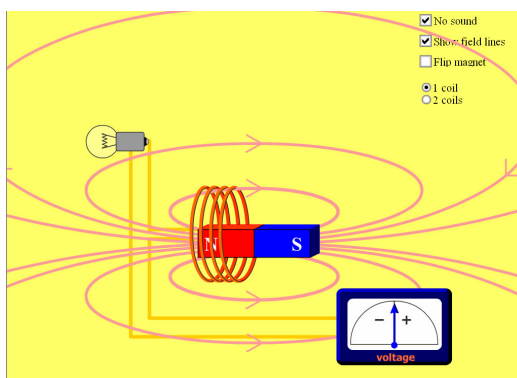 No sound
Show field lines
Flip magnet
1 coil
2 coils
N S
− +
voltage